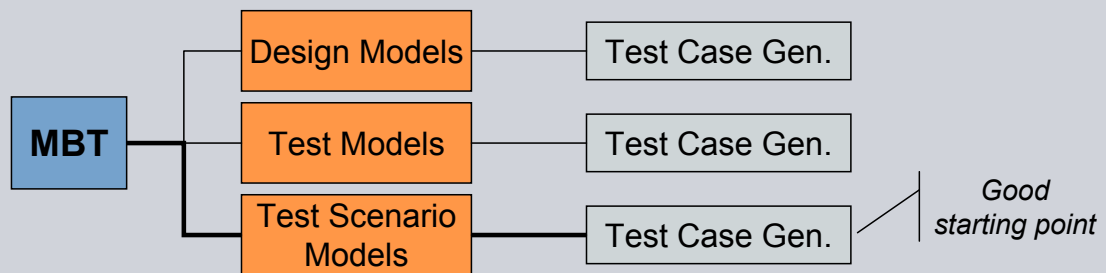 Design Models
Test Case Gen.
MBT
Test Models
Test Case Gen.
Test Scenario
Models
Test Case Gen.
Good
starting point